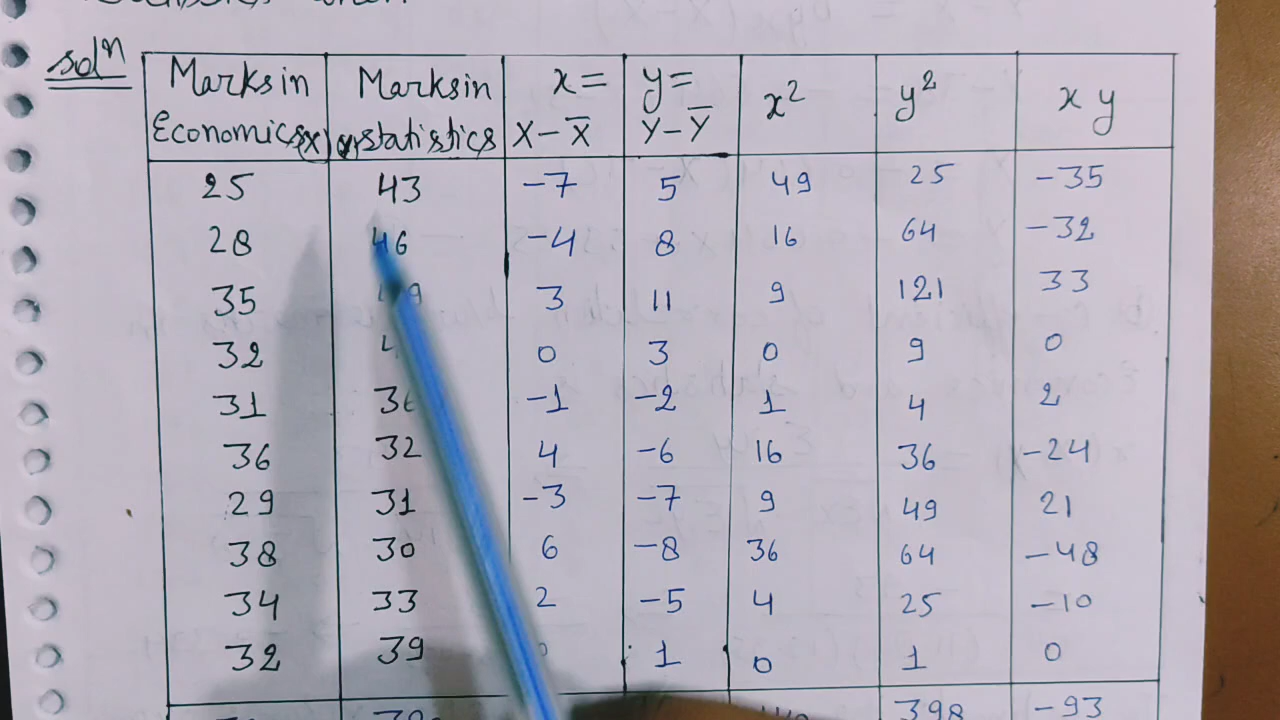 soln
Marks in Economics (x) | Marks in statistics | x = X – X̅ | y = Y – Y̅ | x² | y² | x y
25 | 43 | -7 | 5 | 49 | 25 | -35
28 | 46 | -4 | 8 | 16 | 64 | -32
35 | 3 | 11 | 9 | 121 | 33
32 | 0 | 3 | 0 | 9 | 0
31 | -1 | -2 | 1 | 4 | 2
36 | 32 | 4 | -6 | 16 | 36 | -24
29 | 31 | -3 | -7 | 9 | 49 | 21
38 | 30 | 6 | -8 | 36 | 64 | -48
34 | 33 | 2 | -5 | 4 | 25 | -10
32 | 39 | 1 | 0 | 1 | 0
398 | -93